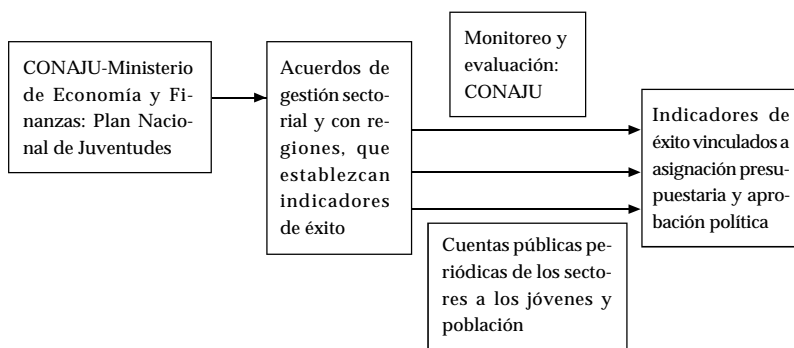 CONAJU-Ministerio
de Economía y Fi-
nanzas: Plan Nacio-
nal de Juventudes
Acuerdos de
gestión secto-
rial y con re-
giones, que
establezcan
indicadores
de éxito
Monitoreo y
evaluación:
CONAJU
Cuentas públicas pe-
riódicas de los secto-
res a los jóvenes y
población
Indicadores de
éxito vinculados a
asignación presu-
puestaria y apro-
bación política